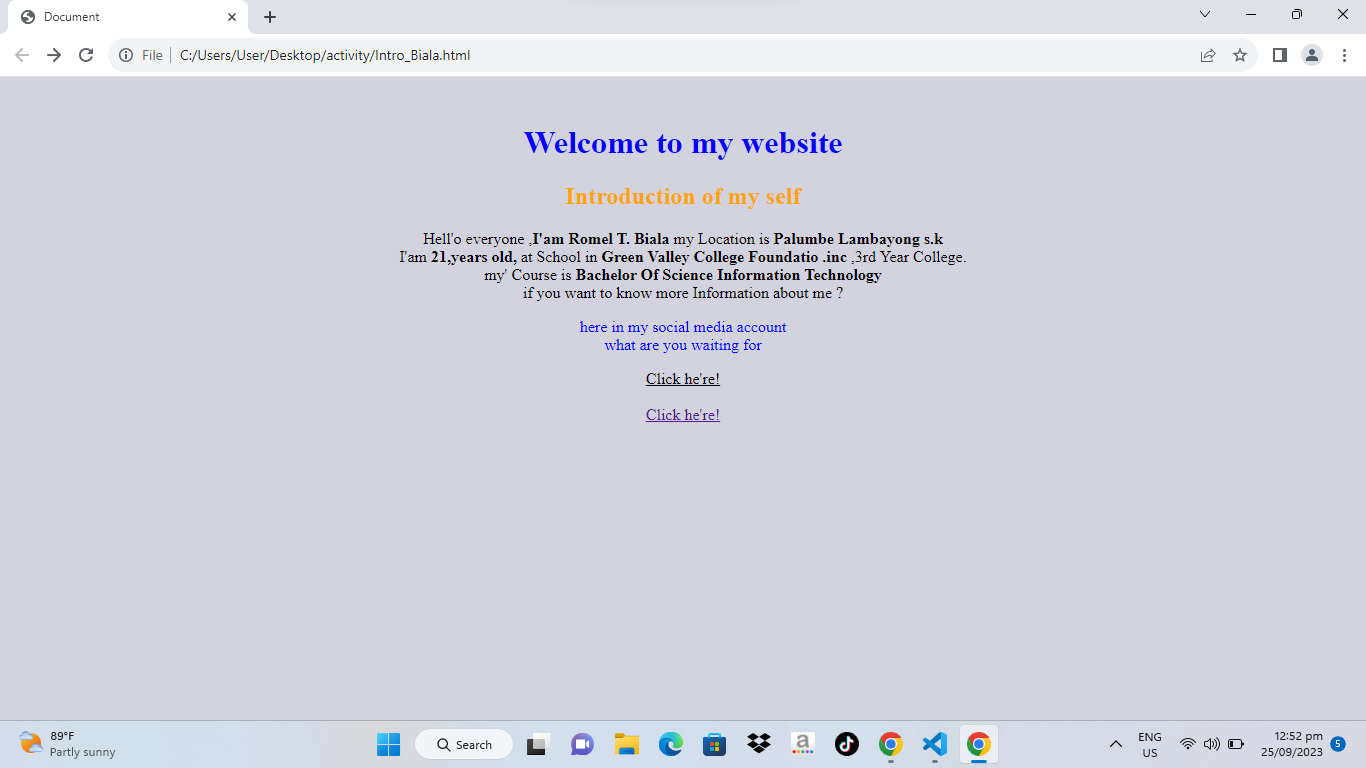 Document
File
C:/Users/User/Desktop/activity/Intro_Biala.html
Welcome to my website
Introduction of my self
Hell'o everyone ,I'am Romel T. Biala my Location is Palumbe Lambayong s.k
I'am 21,years old, at School in Green Valley College Foundatio .inc ,3rd Year College.
my' Course is Bachelor Of Science Information Technology
if you want to know more Information about me ?
here in my social media account
what are you waiting for
Click he're!
Click he're!
89°F
Partly sunny
Search
a
ENG
US
12:52 pm
25/09/2023
5